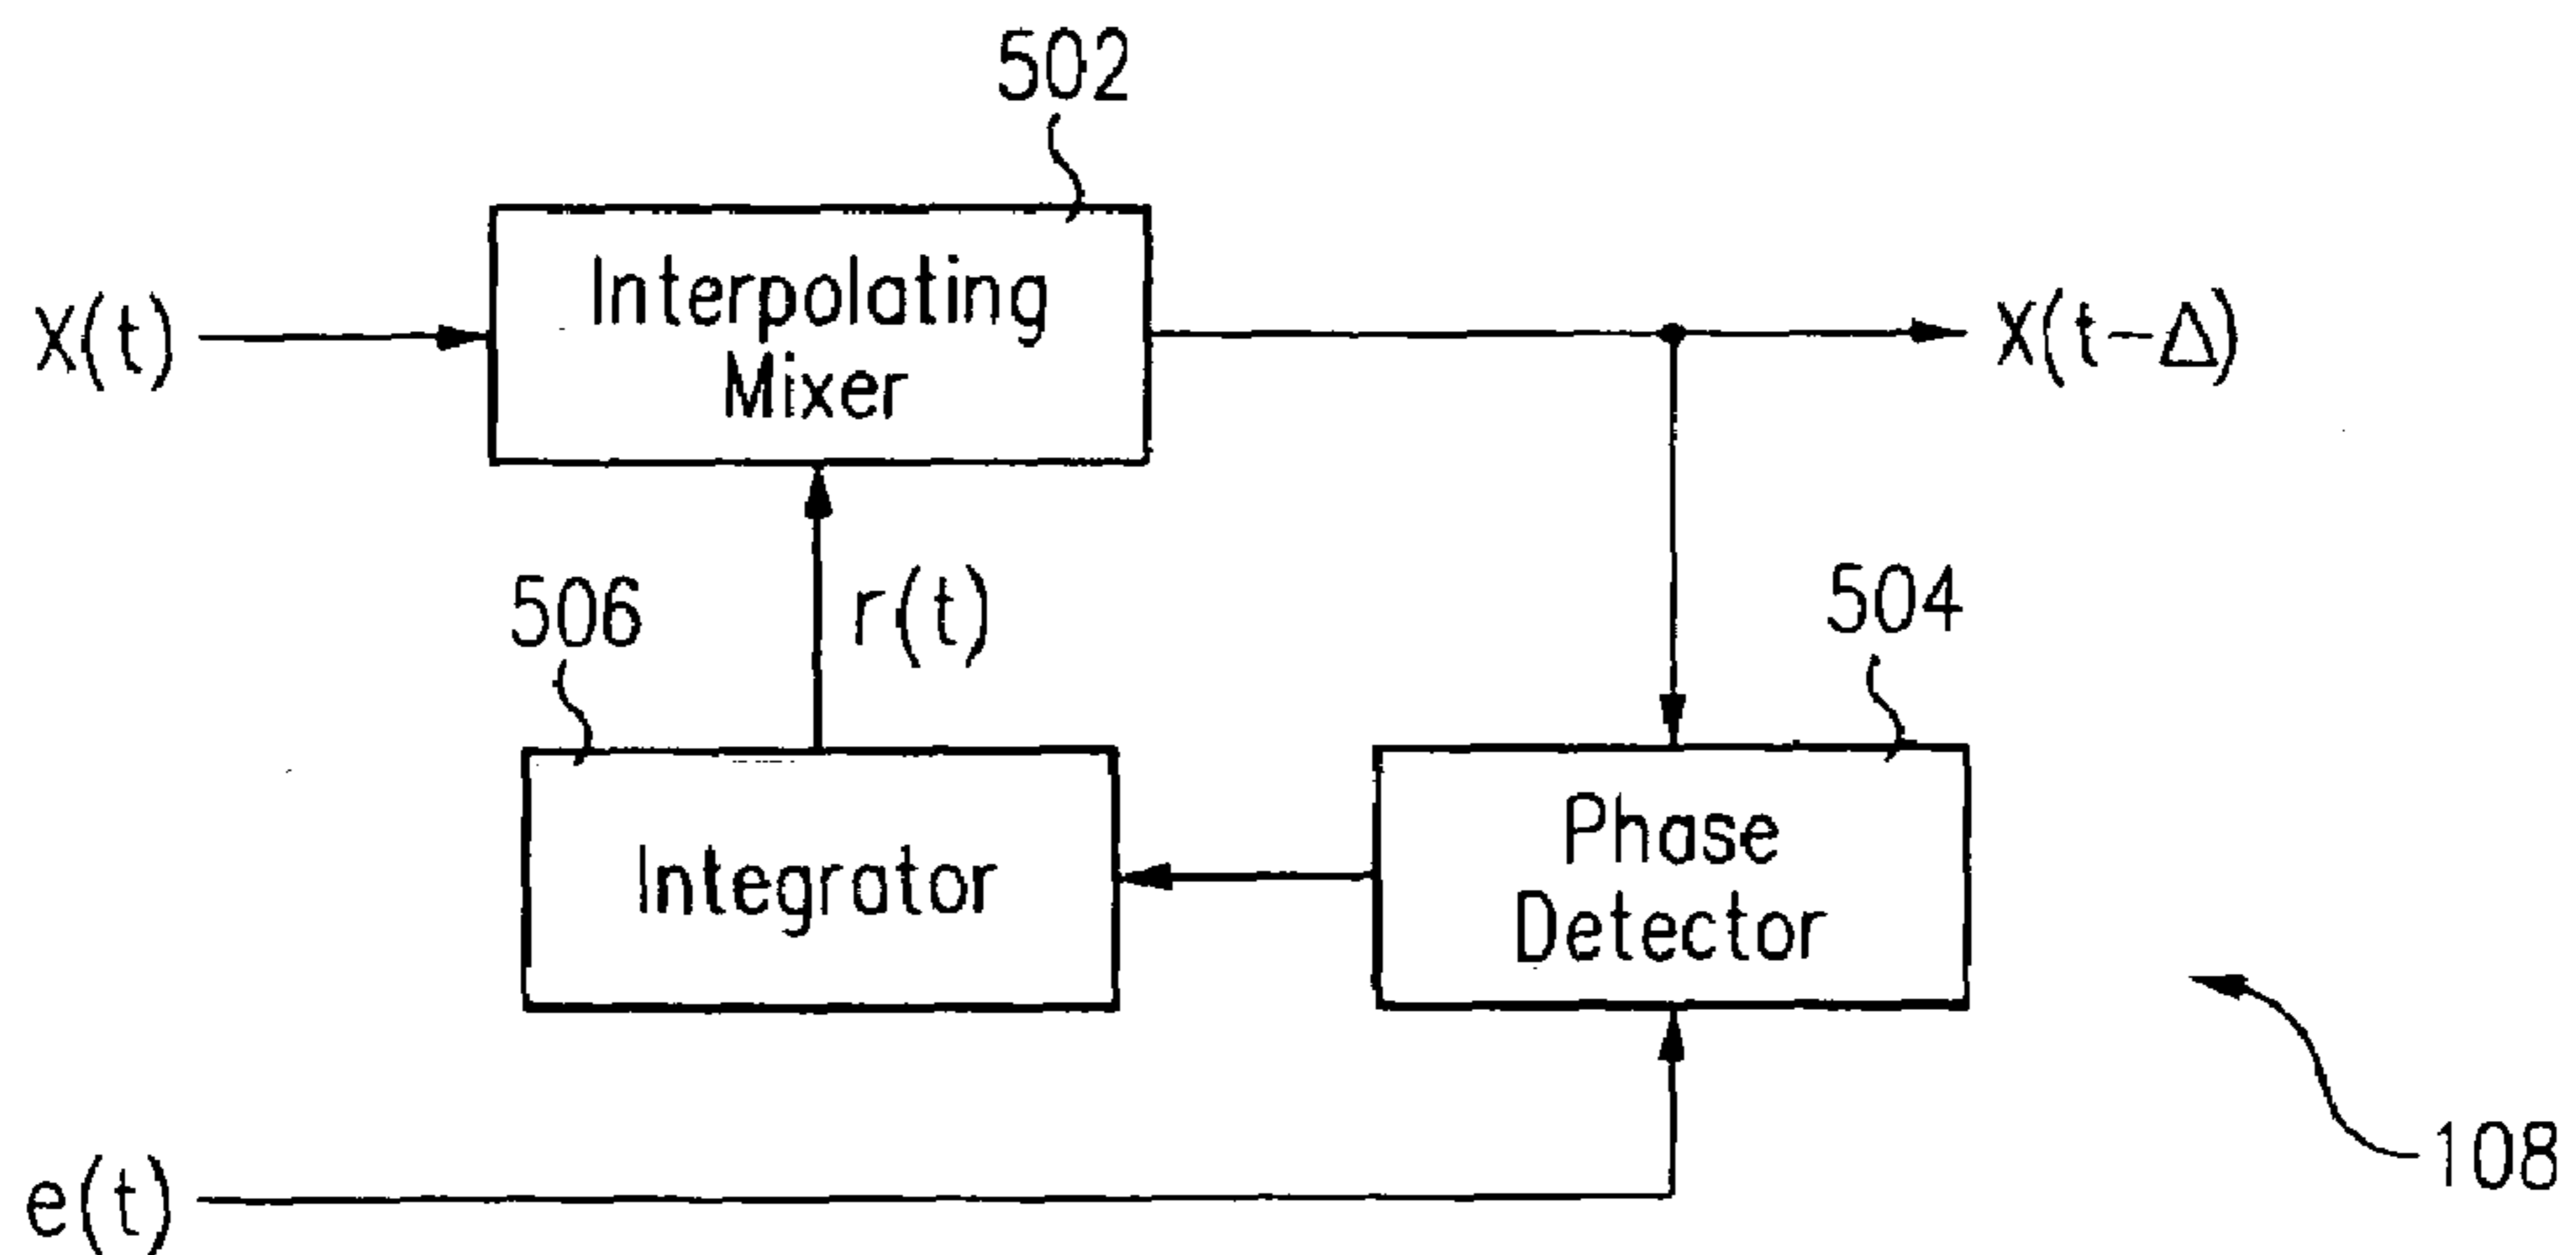 502
Interpolating
Mixer
X(t)
X(t-Δ)
506
r(t)
504
Integrator
Phase
Detector
108
e(t)